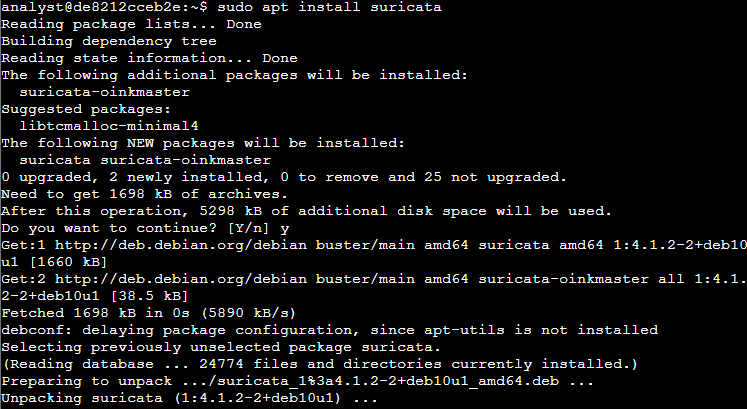 analyst@de8212cceb2e:~$ sudo apt install suricata
Reading package lists... Done
Building dependency tree
Reading state information... Done
The following additional packages will be installed:
  suricata-oinkmaster
Suggested packages:
  libtcmalloc-minimal4
The following NEW packages will be installed:
  suricata suricata-oinkmaster
0 upgraded, 2 newly installed, 0 to remove and 25 not upgraded.
Need to get 1698 kB of archives.
After this operation, 5298 kB of additional disk space will be used.
Do you want to continue? [Y/n] y
Get:1 http://deb.debian.org/debian buster/main amd64 suricata amd64 1:4.1.2-2+deb10
u1 [1660 kB]
Get:2 http://deb.debian.org/debian buster/main amd64 suricata-oinkmaster all 1:4.1.
2-2+deb10u1 [38.5 kB]
Fetched 1698 kB in 0s (5890 kB/s)
debconf: delaying package configuration, since apt-utils is not installed
Selecting previously unselected package suricata.
(Reading database ... 24774 files and directories currently installed.)
Preparing to unpack .../suricata_1%3a4.1.2-2+deb10u1_amd64.deb ...
Unpacking suricata (1:4.1.2-2+deb10u1) ...